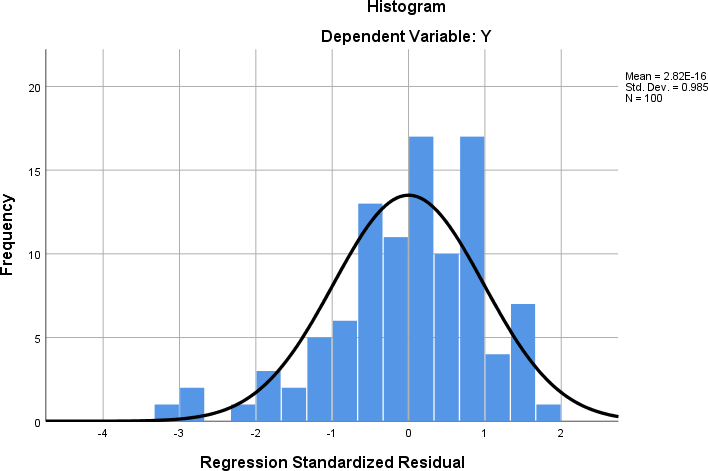 Histogram
Dependent Variable: Y
Mean = 2.82E-16
Std. Dev. = 0.985
N = 100
Frequency
20
15
10
5
0
-4 -3 -2 -1 0 1 2
Regression Standardized Residual